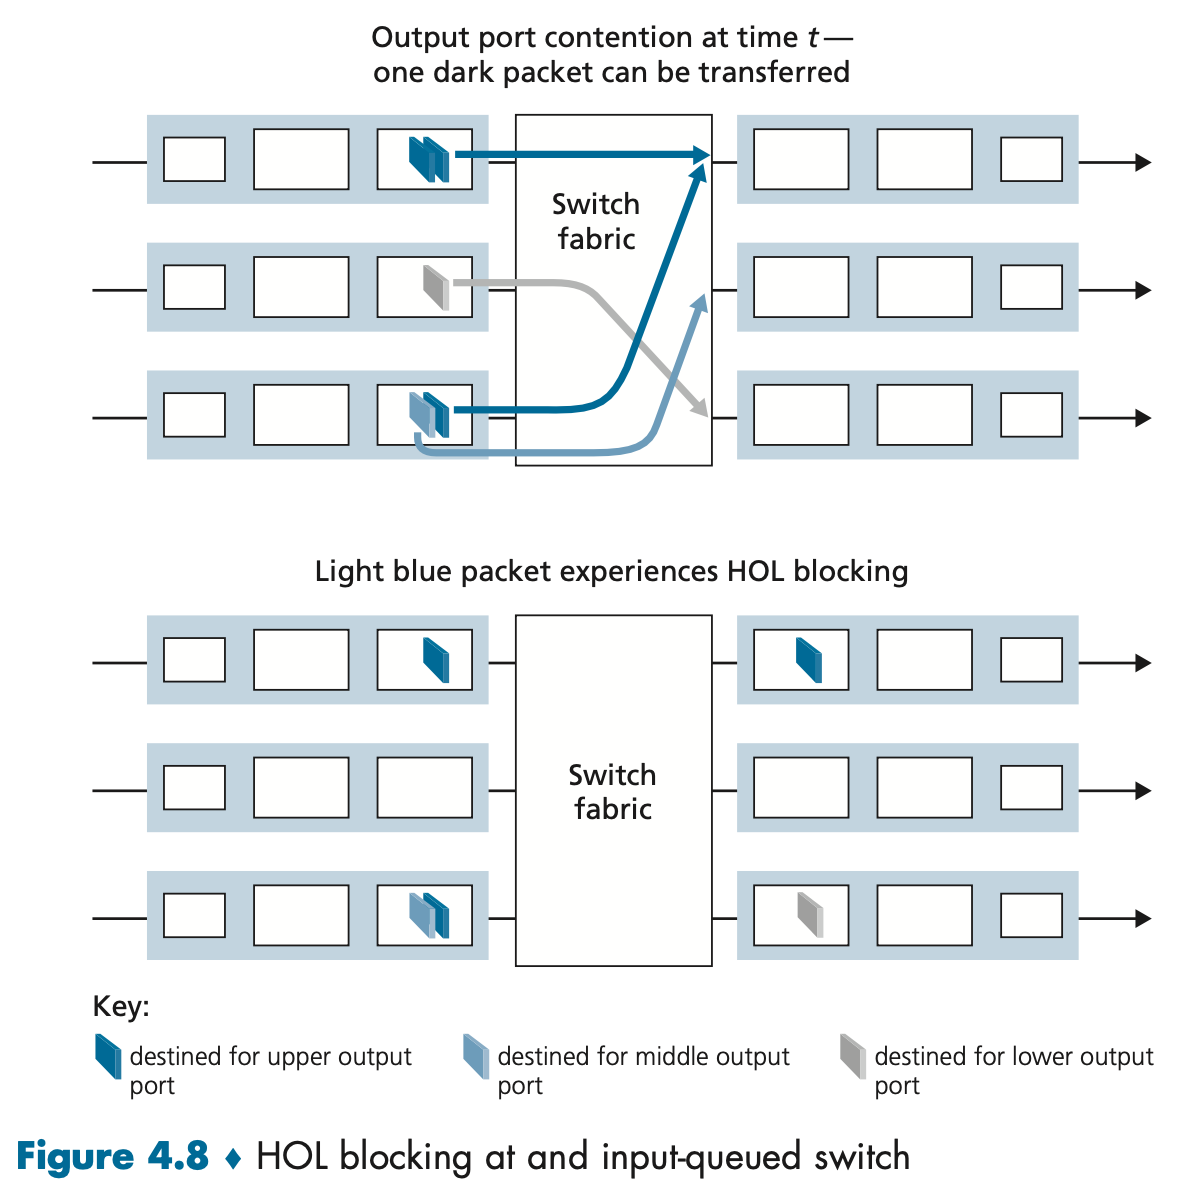 Output port contention at time t—
one dark packet can be transferred
Switch
fabric
Light blue packet experiences HOL blocking
Switch
fabric
Key:
destined for upper output
port
destined for middle output
port
destined for lower output
port
Figure 4.8 ♦ HOL blocking at and input-queued switch